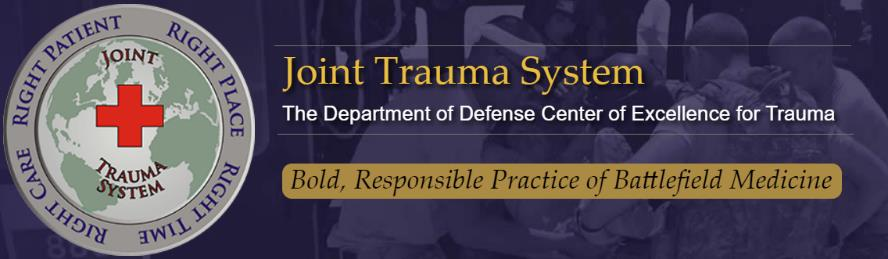 RIGHT PATIENT
RIGHT PLACE
RIGHT TIME
RIGHT CARE
JOINT
TRAUMA
SYSTEM
Joint Trauma System
The Department of Defense Center of Excellence for Trauma
Bold, Responsible Practice of Battlefield Medicine